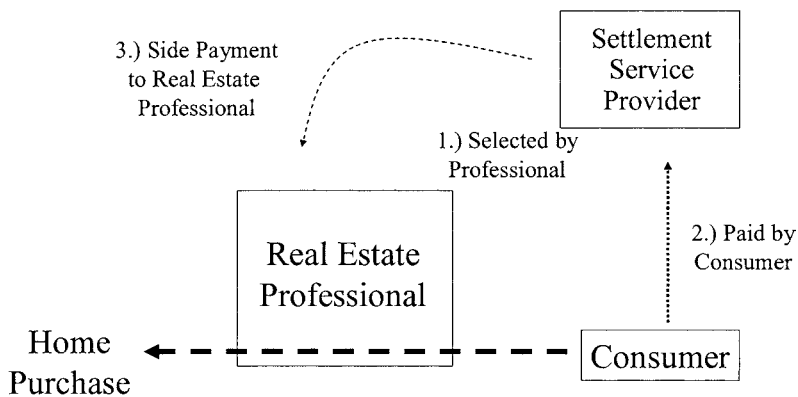 3.) Side Payment
to Real Estate
Professional
Settlement
Service
Provider
1.) Selected by
Professional
Real Estate
Professional
2.) Paid by
Consumer
Home
Purchase
Consumer